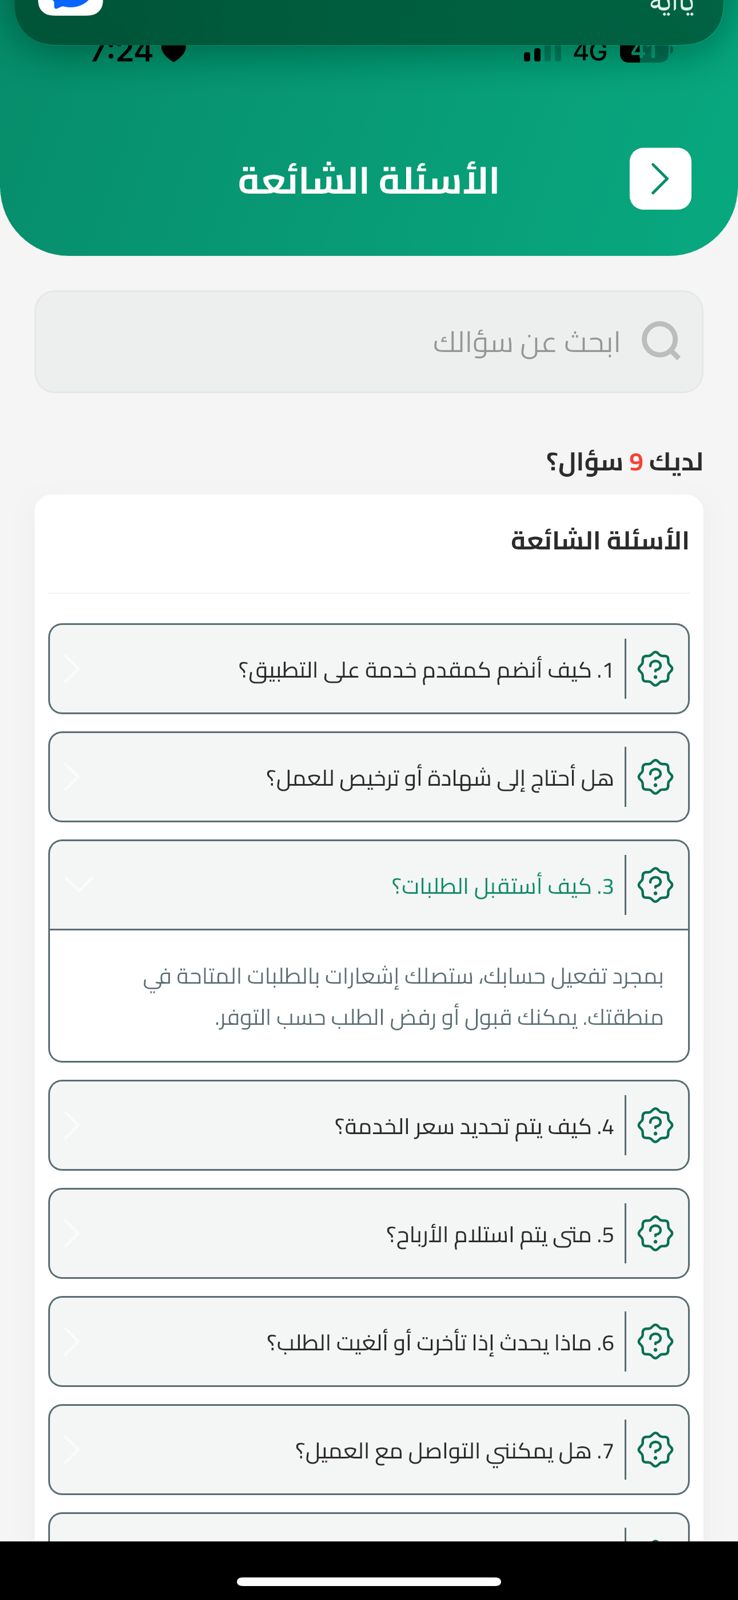 ياايه
7:24
4G
41
الأسئلة الشائعة
ابحث عن سؤالك
لديك 9 سؤال؟
الأسئلة الشائعة
1. كيف أنضم كمقدم خدمة على التطبيق؟
هل أحتاج إلى شهادة أو ترخيص للعمل؟
3. كيف أستقبل الطلبات؟
بمجرد تفعيل حسابك، ستصلك إشعارات بالطلبات المتاحة في
منطقتك. يمكنك قبول أو رفض الطلب حسب التوفر.
4. كيف يتم تحديد سعر الخدمة؟
5. متى يتم استلام الأرباح؟
6. ماذا يحدث إذا تأخرت أو ألغيت الطلب؟
7. هل يمكنني التواصل مع العميل؟